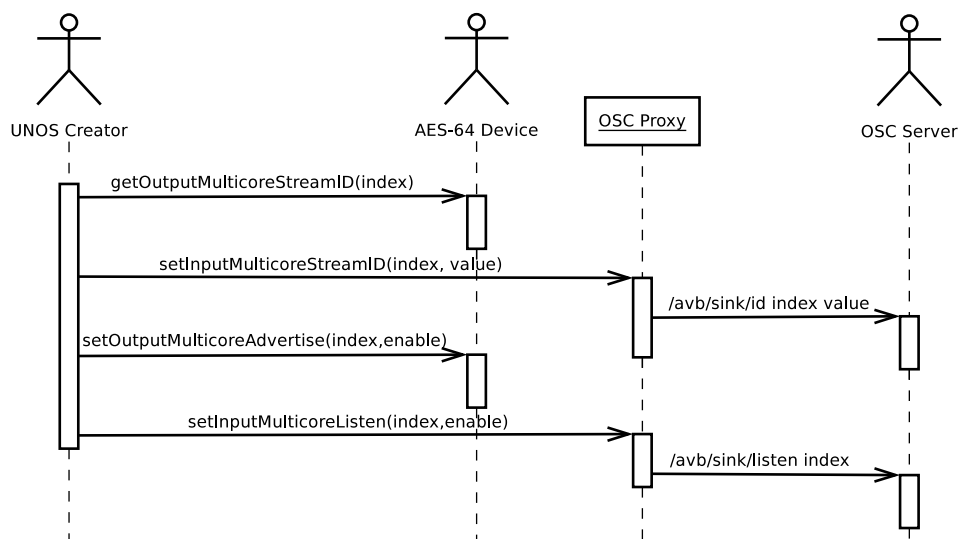 UNOS Creator
AES-64 Device
OSC Proxy
OSC Server
getOutputMulticoreStreamID(index)
setInputMulticoreStreamID(index, value)
/avb/sink/id index value
setOutputMulticoreAdvertise(index,enable)
setInputMulticoreListen(index,enable)
/avb/sink/listen index